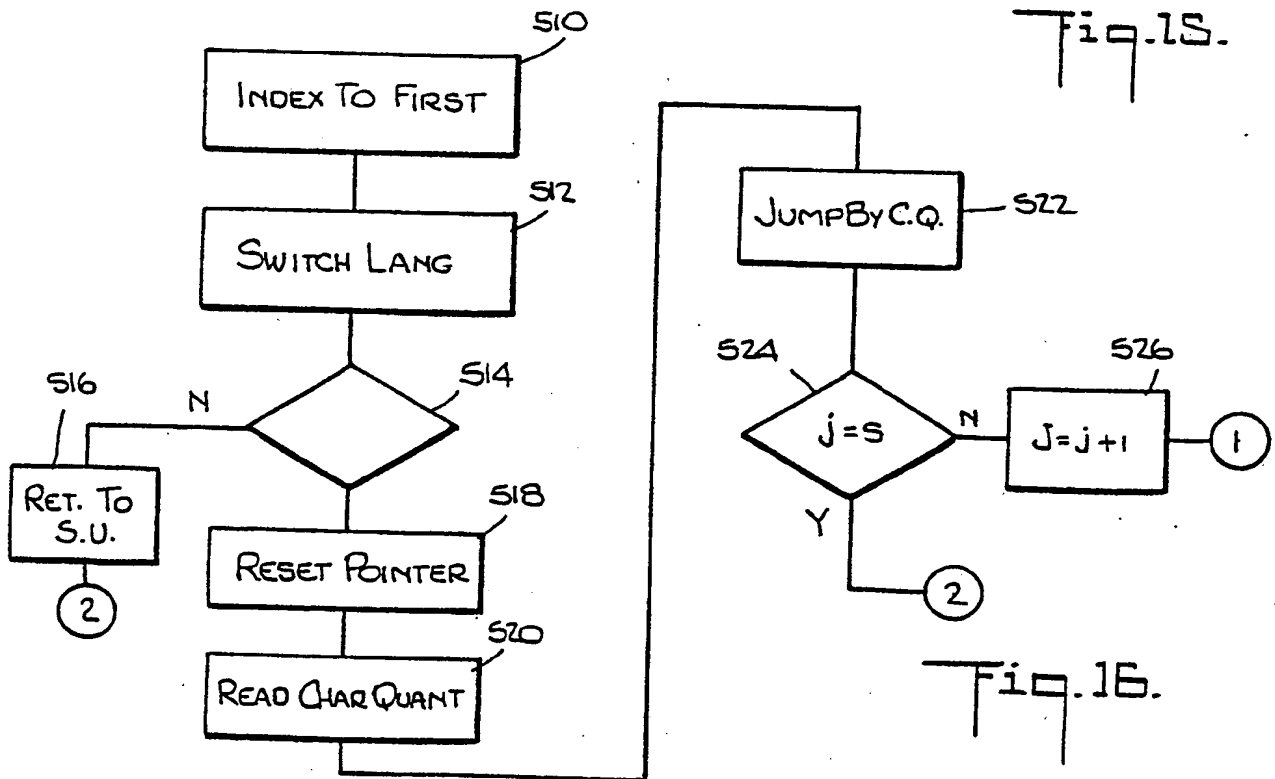 Fig.15.
510
INDEX TO FIRST
512
SWITCH LANG
514
N
516
RET. TO
S.U.
2
518
RESET POINTER
520
READ CHAR QUANT
JUMP BY C.Q.
522
524
j=S
N
526
J=j+1
1
Y
2
Fig.16.